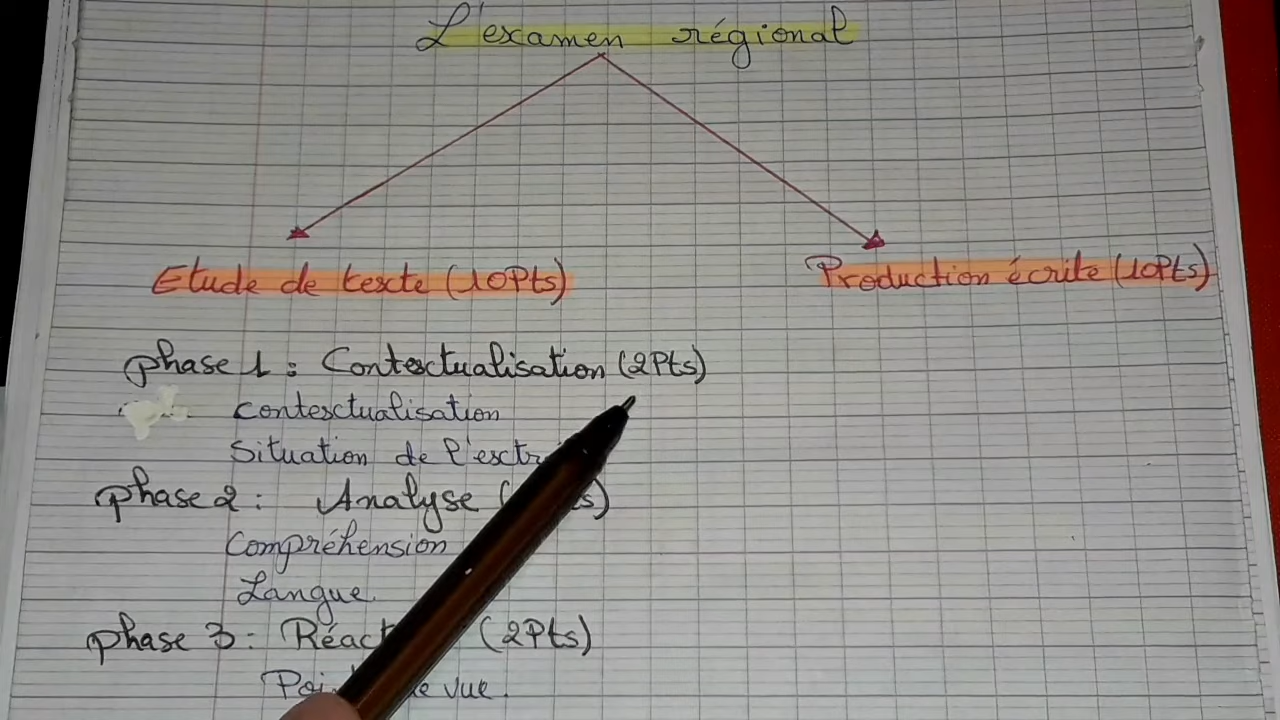 L'examen régional
Etude de texte (10Pts)
Production écrite (10Pts)
phase 1 : Contextualisation (2Pts)
contextualisation
Situation de
phase 2 : Analyse
Compréhension
Langue.
phase 3 : (2Pts)
vue.